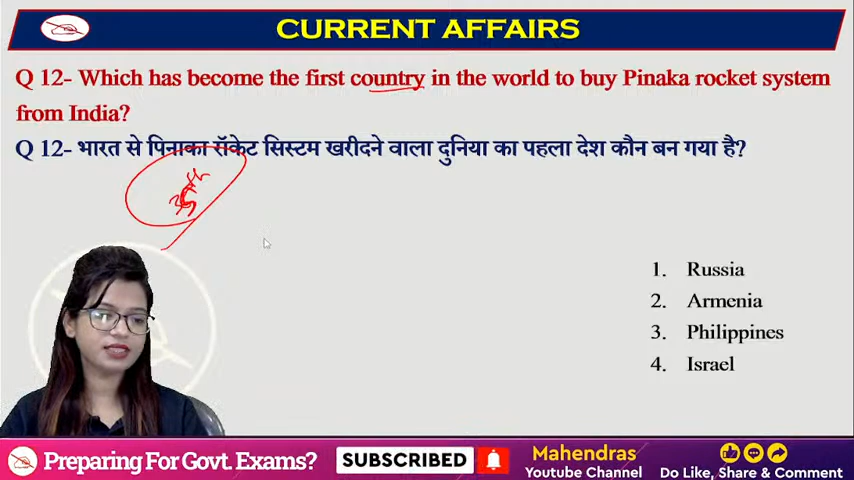 CURRENT AFFAIRS
Q 12- Which has become the first country in the world to buy Pinaka rocket system
from India?
Q 12- भारत से पिनाका रॉकेट सिस्टम खरीदने वाला दुनिया का पहला देश कौन बन गया है?
1. Russia
2. Armenia
3. Philippines
4. Israel
Preparing For Govt. Exams?
SUBSCRIBED
Mahendras
Youtube Channel
Do Like, Share & Comment